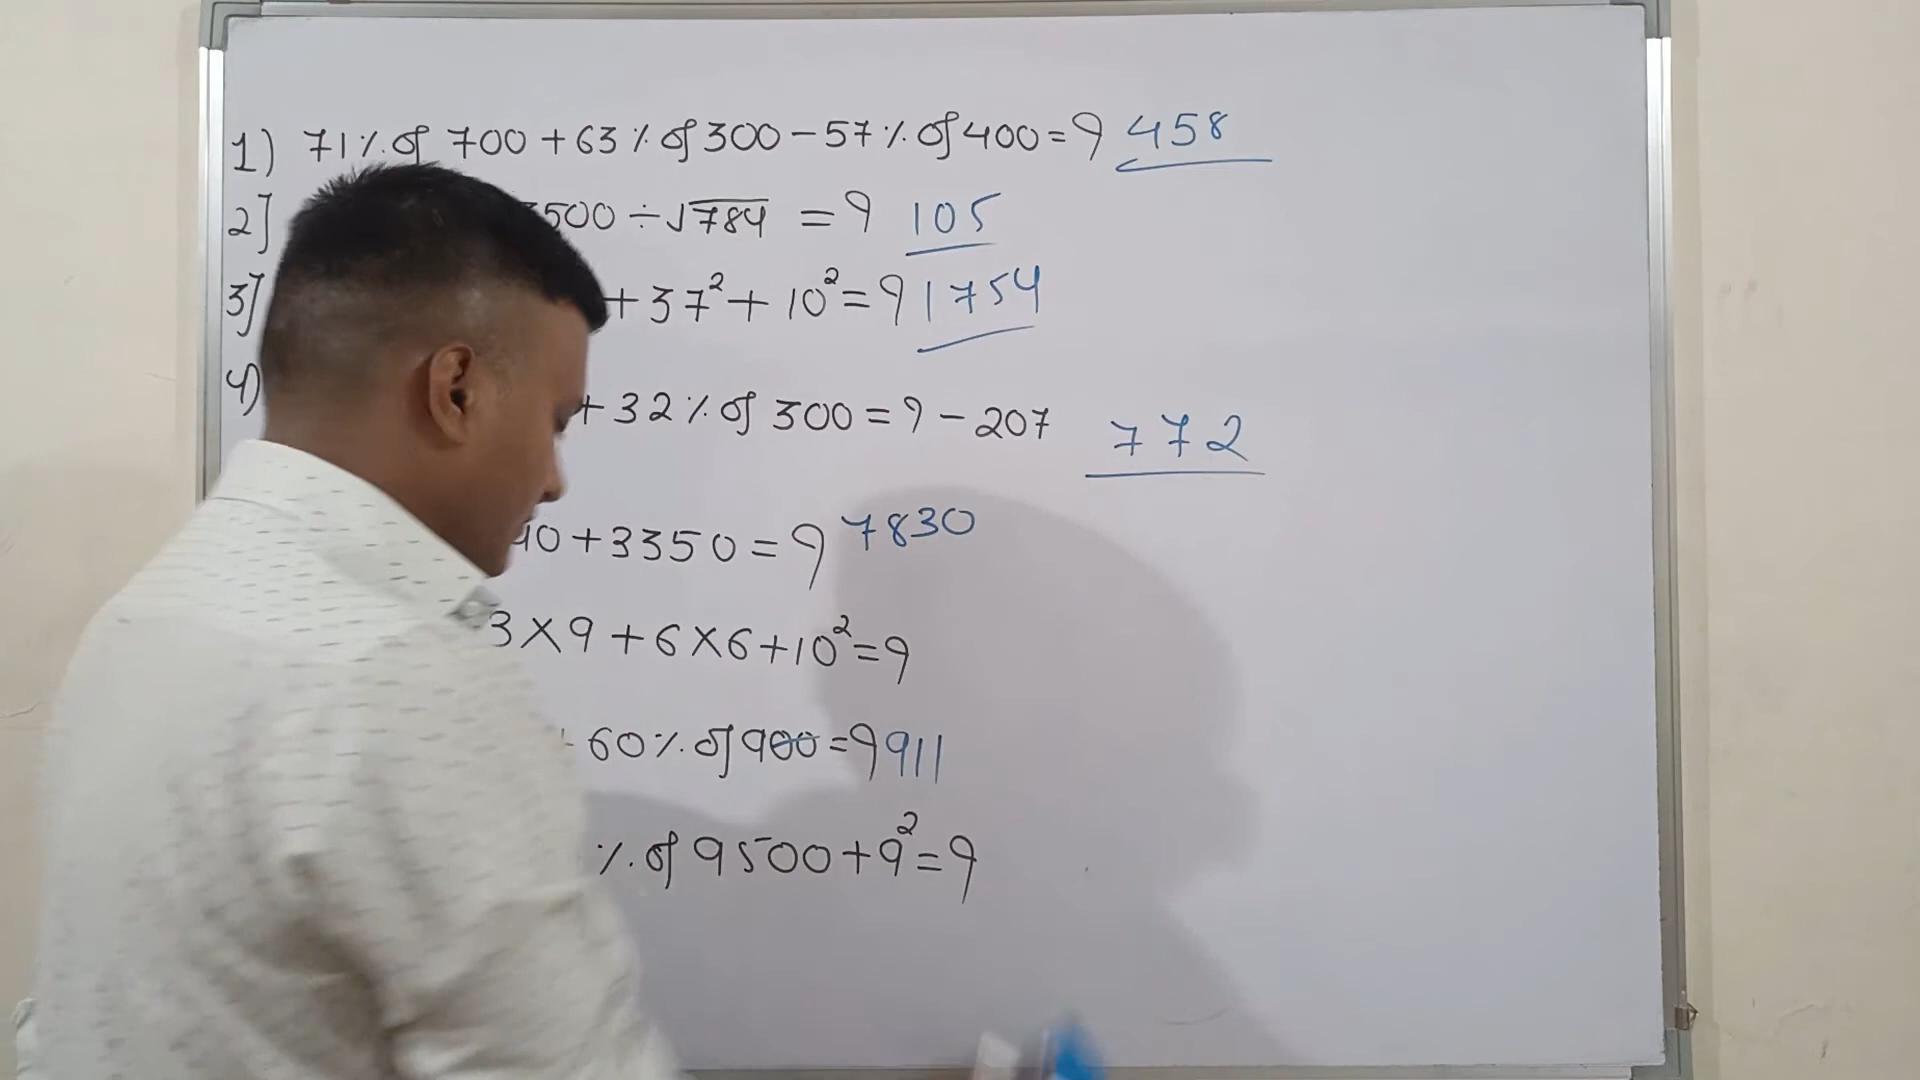 1) 71% of 700 + 63% of 300 - 57% of 400 = ? 458
2] 500 ÷ √784 = ? 105
3] + 37² + 10² = ? 1754
4) + 32% of 300 = ? - 207 772
40 + 3350 = ? 7830
3 × 9 + 6 × 6 + 10² = ?
60% of 900 = ? 911
% of 9500 + 9² = ?